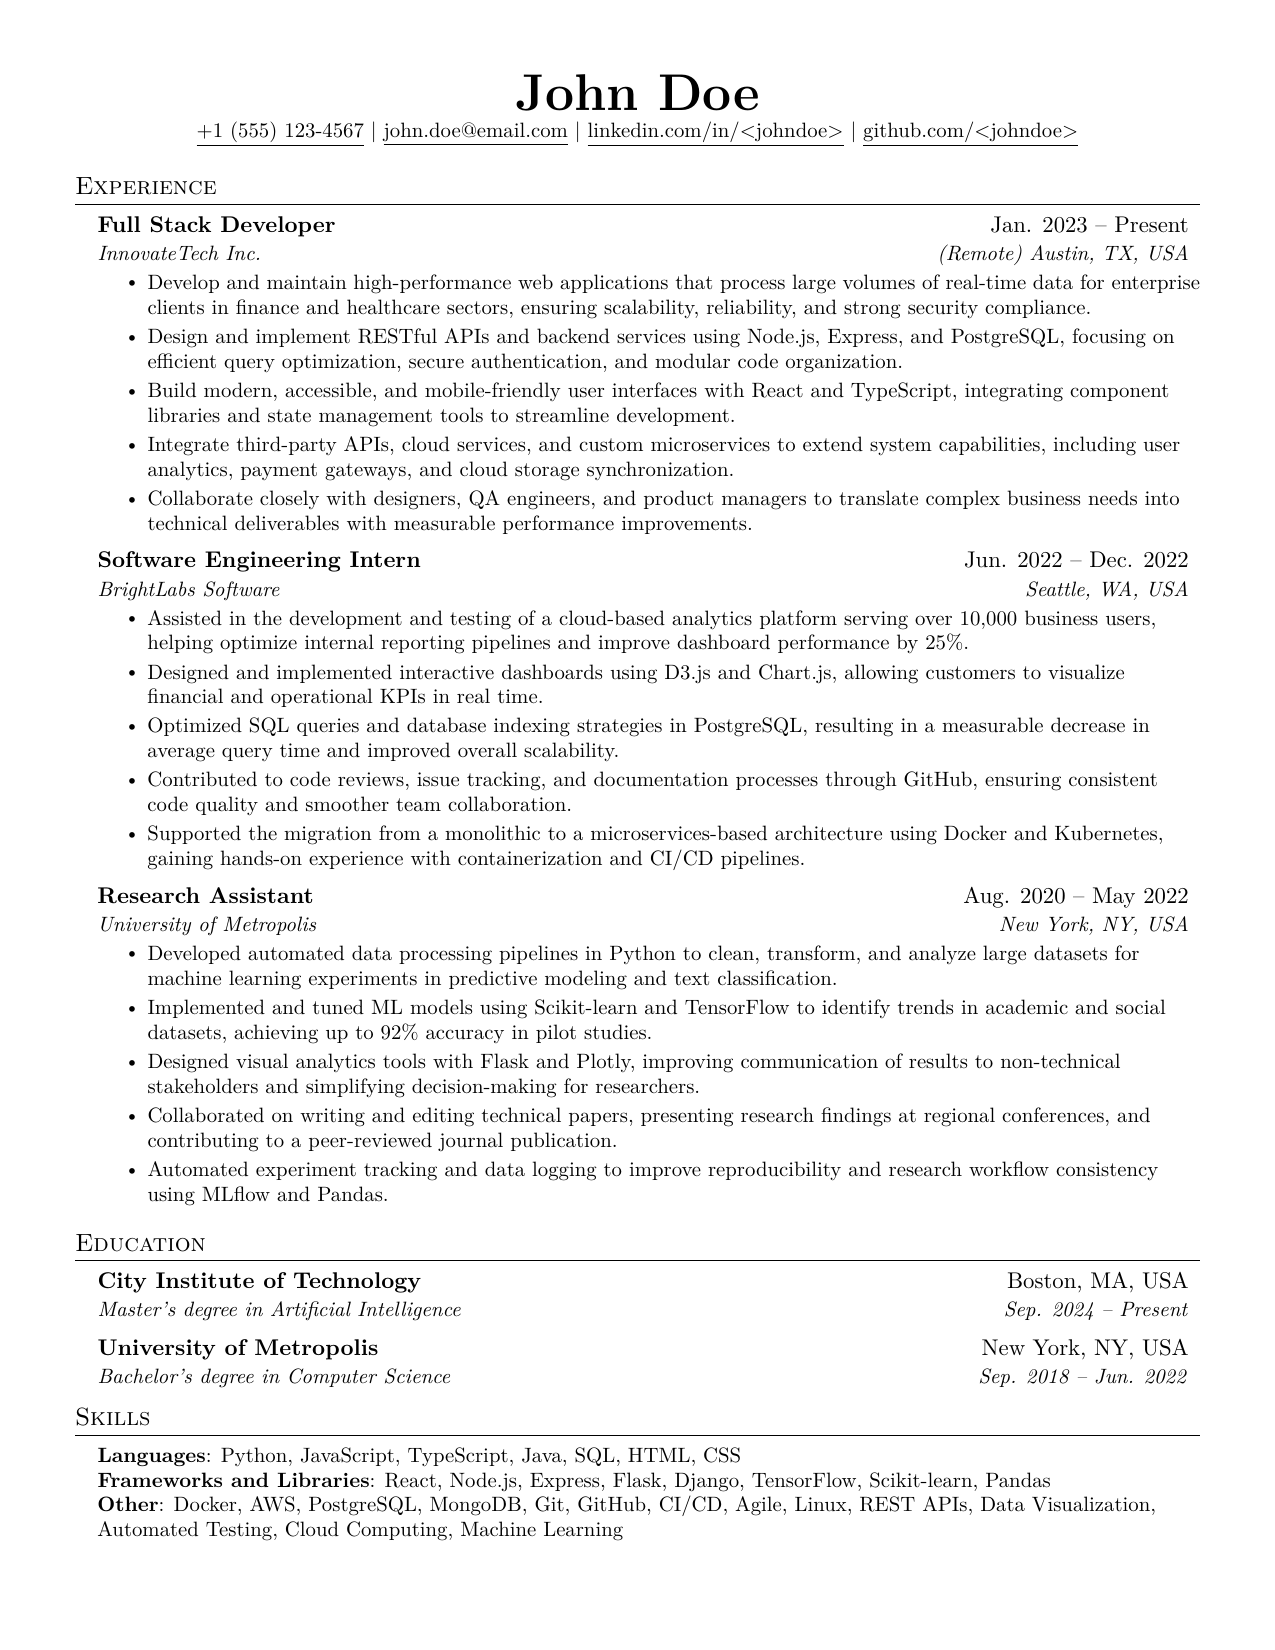 John Doe
+1 (555) 123-4567 | john.doe@email.com | linkedin.com/in/<johndoe> | github.com/<johndoe>
Experience
Full Stack Developer Jan. 2023 – Present
InnovateTech Inc. (Remote) Austin, TX, USA
• Develop and maintain high-performance web applications that process large volumes of real-time data for enterprise
clients in finance and healthcare sectors, ensuring scalability, reliability, and strong security compliance.
• Design and implement RESTful APIs and backend services using Node.js, Express, and PostgreSQL, focusing on
efficient query optimization, secure authentication, and modular code organization.
• Build modern, accessible, and mobile-friendly user interfaces with React and TypeScript, integrating component
libraries and state management tools to streamline development.
• Integrate third-party APIs, cloud services, and custom microservices to extend system capabilities, including user
analytics, payment gateways, and cloud storage synchronization.
• Collaborate closely with designers, QA engineers, and product managers to translate complex business needs into
technical deliverables with measurable performance improvements.
Software Engineering Intern Jun. 2022 – Dec. 2022
BrightLabs Software Seattle, WA, USA
• Assisted in the development and testing of a cloud-based analytics platform serving over 10,000 business users,
helping optimize internal reporting pipelines and improve dashboard performance by 25%.
• Designed and implemented interactive dashboards using D3.js and Chart.js, allowing customers to visualize
financial and operational KPIs in real time.
• Optimized SQL queries and database indexing strategies in PostgreSQL, resulting in a measurable decrease in
average query time and improved overall scalability.
• Contributed to code reviews, issue tracking, and documentation processes through GitHub, ensuring consistent
code quality and smoother team collaboration.
• Supported the migration from a monolithic to a microservices-based architecture using Docker and Kubernetes,
gaining hands-on experience with containerization and CI/CD pipelines.
Research Assistant Aug. 2020 – May 2022
University of Metropolis New York, NY, USA
• Developed automated data processing pipelines in Python to clean, transform, and analyze large datasets for
machine learning experiments in predictive modeling and text classification.
• Implemented and tuned ML models using Scikit-learn and TensorFlow to identify trends in academic and social
datasets, achieving up to 92% accuracy in pilot studies.
• Designed visual analytics tools with Flask and Plotly, improving communication of results to non-technical
stakeholders and simplifying decision-making for researchers.
• Collaborated on writing and editing technical papers, presenting research findings at regional conferences, and
contributing to a peer-reviewed journal publication.
• Automated experiment tracking and data logging to improve reproducibility and research workflow consistency
using MLflow and Pandas.
Education
City Institute of Technology Boston, MA, USA
Master's degree in Artificial Intelligence Sep. 2024 – Present
University of Metropolis New York, NY, USA
Bachelor's degree in Computer Science Sep. 2018 – Jun. 2022
Skills
Languages: Python, JavaScript, TypeScript, Java, SQL, HTML, CSS
Frameworks and Libraries: React, Node.js, Express, Flask, Django, TensorFlow, Scikit-learn, Pandas
Other: Docker, AWS, PostgreSQL, MongoDB, Git, GitHub, CI/CD, Agile, Linux, REST APIs, Data Visualization,
Automated Testing, Cloud Computing, Machine Learning